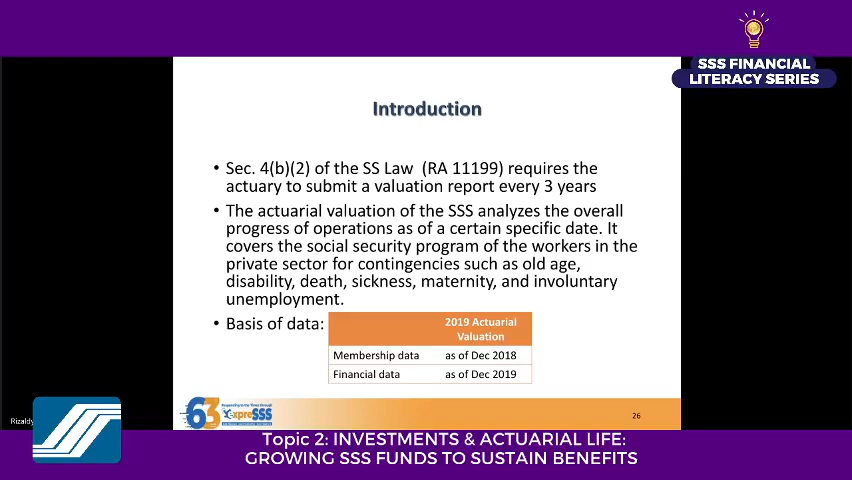 SSS FINANCIAL
LITERACY SERIES
Introduction
• Sec. 4(b)(2) of the SS Law (RA 11199) requires the
actuary to submit a valuation report every 3 years
• The actuarial valuation of the SSS analyzes the overall
progress of operations as of a certain specific date. It
covers the social security program of the workers in the
private sector for contingencies such as old age,
disability, death, sickness, maternity, and involuntary
unemployment.
• Basis of data:
2019 Actuarial
Valuation
Membership data as of Dec 2018
Financial data as of Dec 2019
63
expreSSS
26
Rizaldy
Topic 2: INVESTMENTS & ACTUARIAL LIFE:
GROWING SSS FUNDS TO SUSTAIN BENEFITS